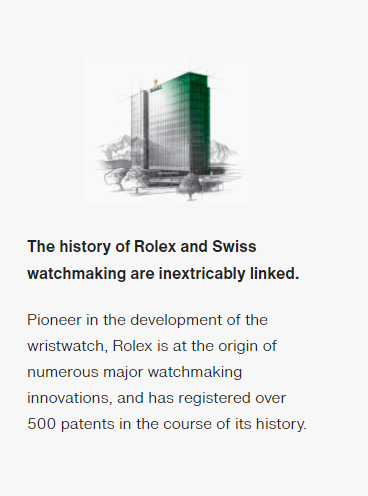 The history of Rolex and Swiss
watchmaking are inextricably linked.
Pioneer in the development of the
wristwatch, Rolex is at the origin of
numerous major watchmaking
innovations, and has registered over
500 patents in the course of its history.